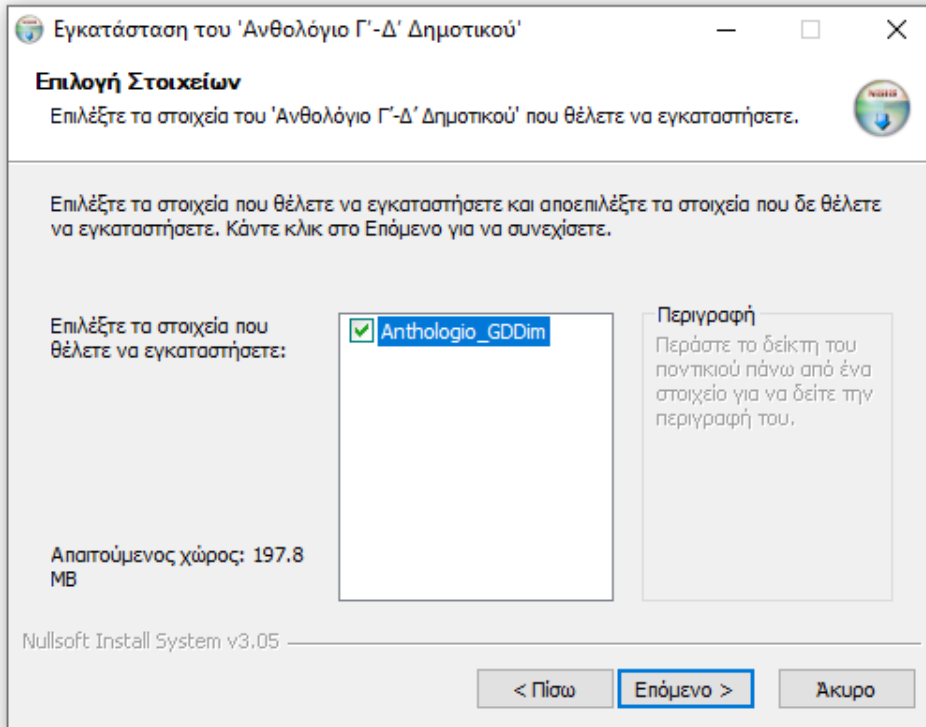 Εγκατάσταση του 'Ανθολόγιο Γ΄-Δ΄ Δημοτικού'
Επιλογή Στοιχείων
Επιλέξτε τα στοιχεία του 'Ανθολόγιο Γ΄-Δ΄ Δημοτικού' που θέλετε να εγκαταστήσετε.
Επιλέξτε τα στοιχεία που θέλετε να εγκαταστήσετε και αποεπιλέξτε τα στοιχεία που δε θέλετε
να εγκαταστήσετε. Κάντε κλικ στο Επόμενο για να συνεχίσετε.
Επιλέξτε τα στοιχεία που
θέλετε να εγκαταστήσετε:
Anthologio_GDDim
Περιγραφή
Περάστε το δείκτη του
ποντικιού πάνω από ένα
στοιχείο για να δείτε την
περιγραφή του.
Απαιτούμενος χώρος: 197.8
MB
Nullsoft Install System v3.05
< Πίσω
Επόμενο >
Άκυρο